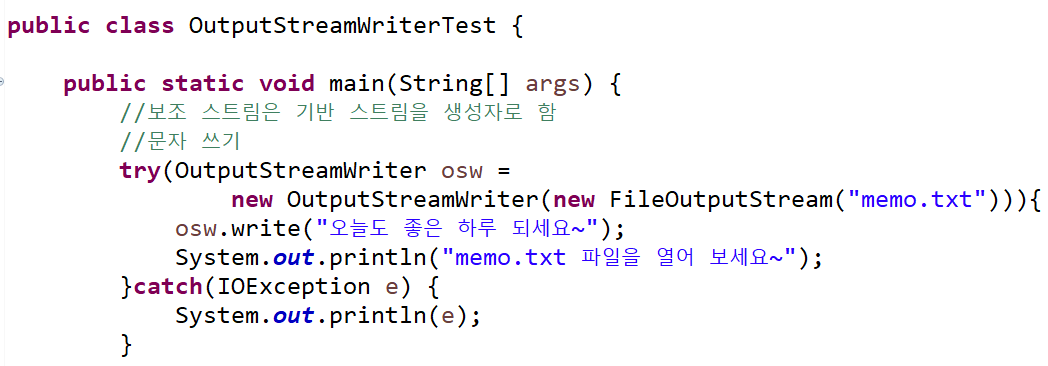 public class OutputStreamWriterTest {
public static void main(String[] args) {
//보조 스트림은 기반 스트림을 생성자로 함
//문자 쓰기
try(OutputStreamWriter osw =
new OutputStreamWriter(new FileOutputStream("memo.txt"))){
osw.write("오늘도 좋은 하루 되세요~");
System.out.println("memo.txt 파일을 열어 보세요~");
}catch(IOException e) {
System.out.println(e);
}